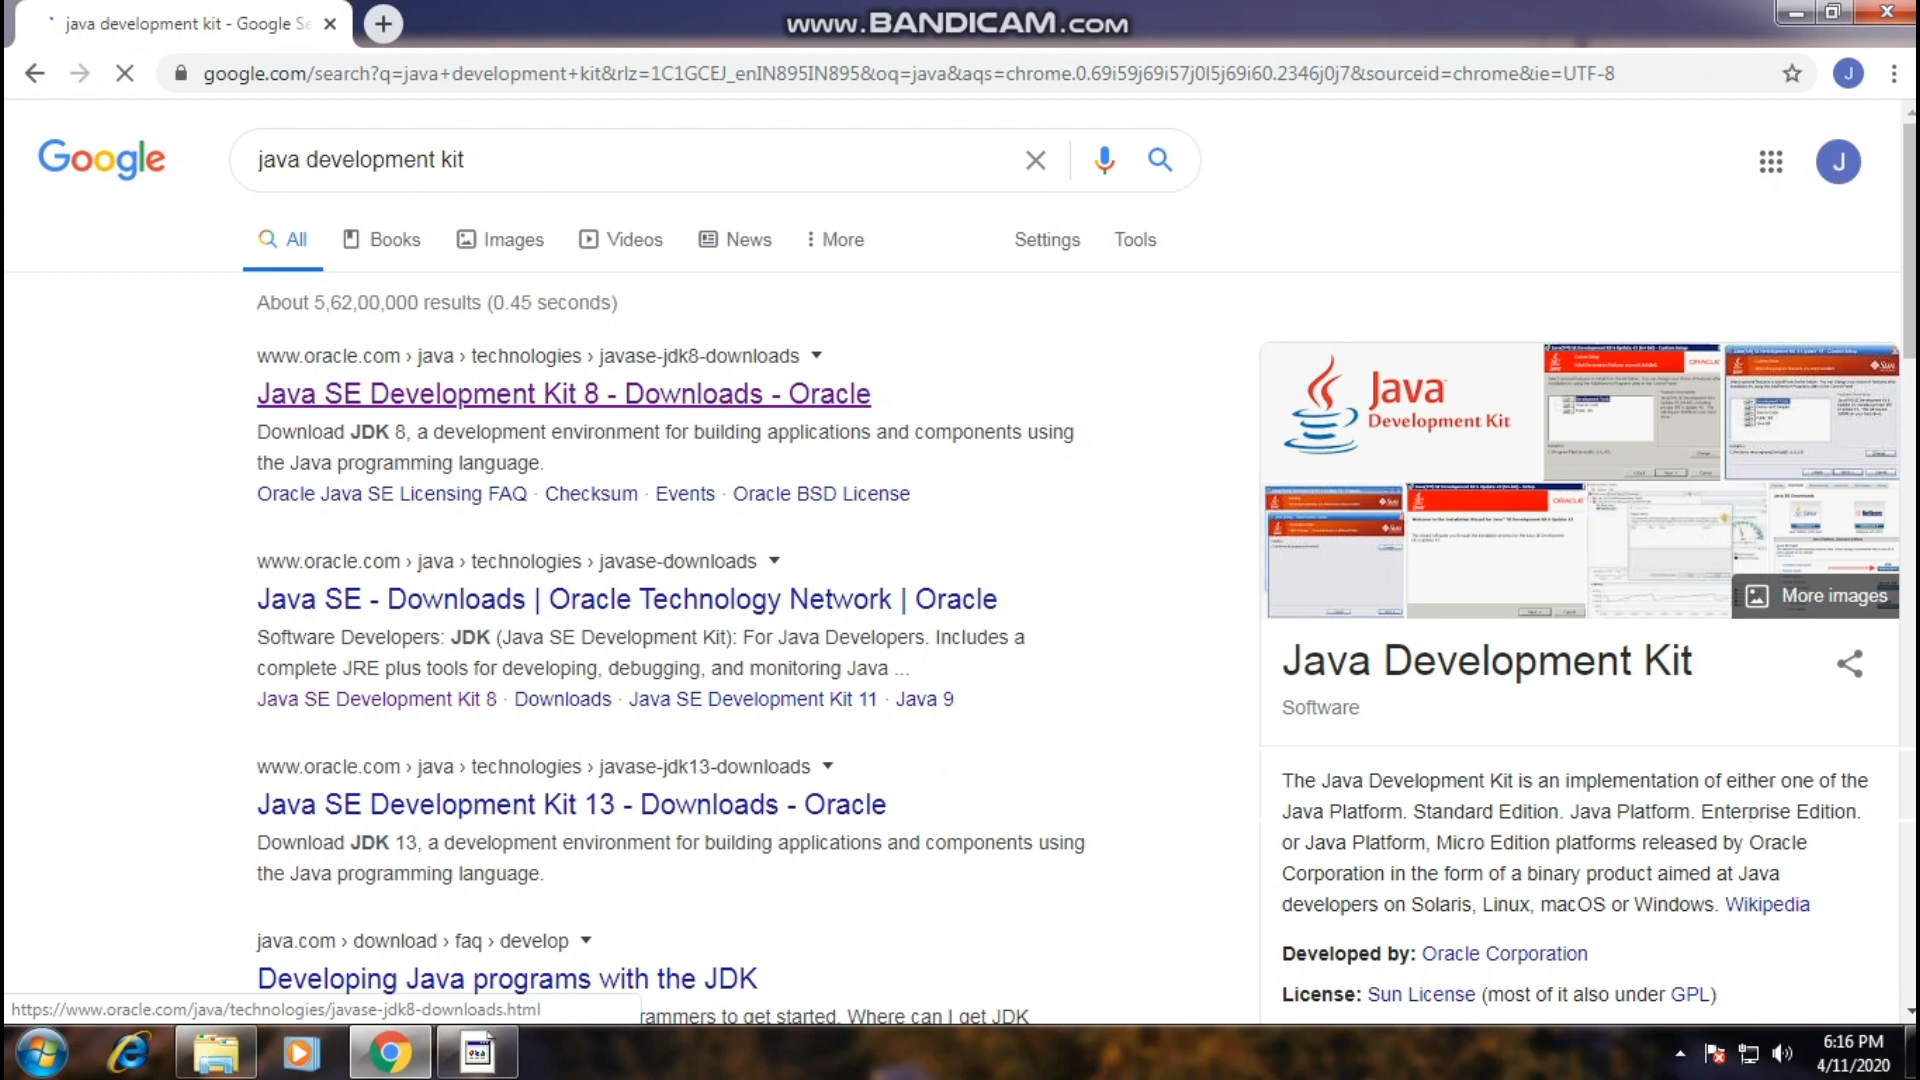 java development kit - Google Se
www.BANDICAM.com
google.com/search?q=java+development+kit&rlz=1C1GCEJ_enIN895IN895&oq=java&aqs=chrome.0.69i59j69i57j0l5j69i60.2346j0j7&sourceid=chrome&ie=UTF-8
J
Google
java development kit
J
All
Books
Images
Videos
News
More
Settings
Tools
About 5,62,00,000 results (0.45 seconds)
www.oracle.com › java › technologies › javase-jdk8-downloads
Java SE Development Kit 8 - Downloads - Oracle
Download JDK 8, a development environment for building applications and components using
the Java programming language.
Oracle Java SE Licensing FAQ · Checksum · Events · Oracle BSD License
www.oracle.com › java › technologies › javase-downloads
Java SE - Downloads | Oracle Technology Network | Oracle
Software Developers: JDK (Java SE Development Kit): For Java Developers. Includes a
complete JRE plus tools for developing, debugging, and monitoring Java ...
Java SE Development Kit 8 · Downloads · Java SE Development Kit 11 · Java 9
www.oracle.com › java › technologies › javase-jdk13-downloads
Java SE Development Kit 13 - Downloads - Oracle
Download JDK 13, a development environment for building applications and components using
the Java programming language.
java.com › download › faq › develop
Developing Java programs with the JDK
rammers to get started. Where can I get JDK
https://www.oracle.com/java/technologies/javase-jdk8-downloads.html
Java
Development Kit
ORACLE
Sun
ORACLE
More images
Java Development Kit
Software
The Java Development Kit is an implementation of either one of the
Java Platform. Standard Edition. Java Platform. Enterprise Edition.
or Java Platform, Micro Edition platforms released by Oracle
Corporation in the form of a binary product aimed at Java
developers on Solaris, Linux, macOS or Windows. Wikipedia
Developed by: Oracle Corporation
License: Sun License (most of it also under GPL)
6:16 PM
4/11/2020